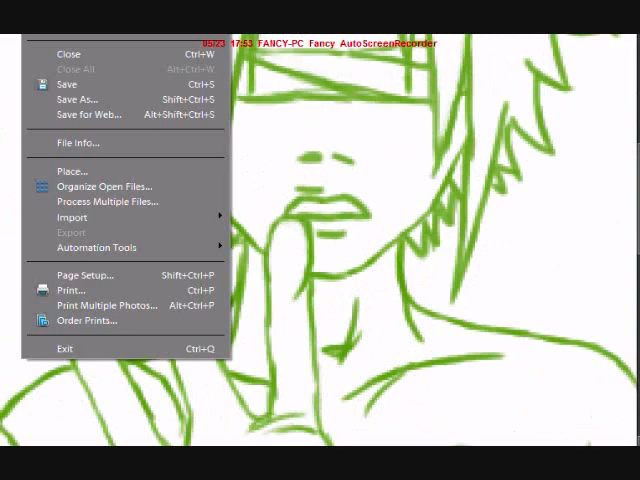 05/23 17:53 FANCY-PC Fancy AutoScreenRecorder
Close Ctrl+W
Close All Alt+Ctrl+W
Save Ctrl+S
Save As... Shift+Ctrl+S
Save for Web... Alt+Shift+Ctrl+S
File Info...
Place...
Organize Open Files...
Process Multiple Files...
Import
Export
Automation Tools
Page Setup... Shift+Ctrl+P
Print... Ctrl+P
Print Multiple Photos... Alt+Ctrl+P
Order Prints...
Exit Ctrl+Q